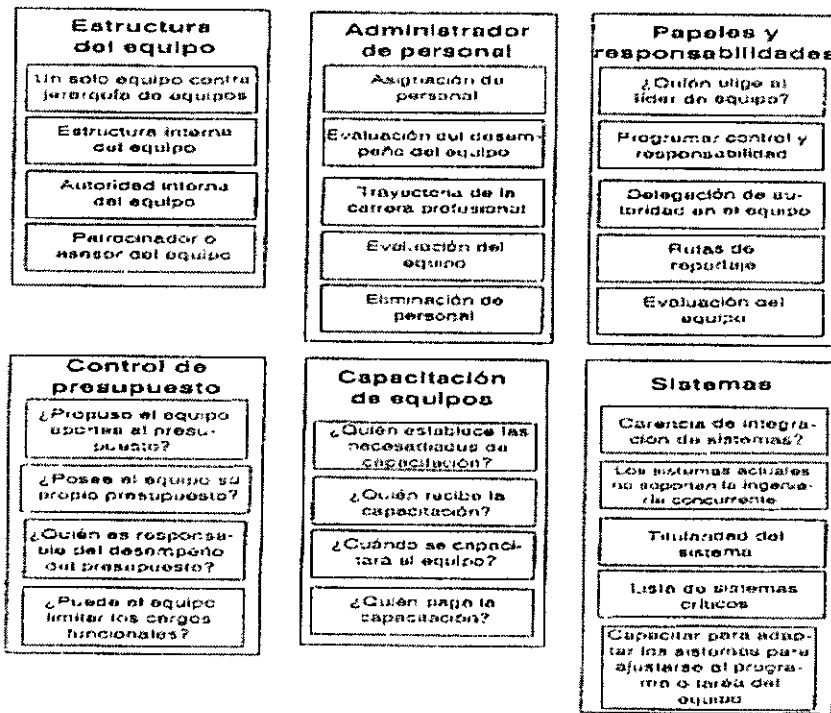 Estructura
del equipo
Un solo equipo contra
jerarquía de equipos
Estructura interna
del equipo
Autoridad interna
del equipo
Patrocinador o
asesor del equipo
Administrador
de personal
Asignación de
personal
Evaluación del desem-
peño del equipo
Trayectoria de la
carrera profesional
Evaluación del
equipo
Eliminación de
personal
Papeles y
responsabilidades
¿Quién elige al
líder de equipo?
Programar control y
responsabilidad
Delegación de au-
toridad en el equipo
Rutas de
reportaje
Evaluación del
equipo
Control de
presupuesto
¿Propuso el equipo
aportes al presu-
puesto?
¿Posee el equipo su
propio presupuesto?
¿Quién es responsa-
ble del desempeño
del presupuesto?
¿Puede el equipo
limitar los cargos
funcionales?
Capacitación
de equipos
¿Quién establece las
necesidades de
capacitación?
¿Quién recibe la
capacitación?
¿Cuándo se capaci-
tará al equipo?
¿Quién paga la
capacitación?
Sistemas
Carencia de integra-
ción de sistemas?
Los sistemas actuales
no soportan la ingenie-
ría concurrente
Titularidad del
sistema
Lista de sistemas
críticos
Capacitar para adap-
tar los sistemas para
ajustarse al progra-
ma o tarea del
equipo